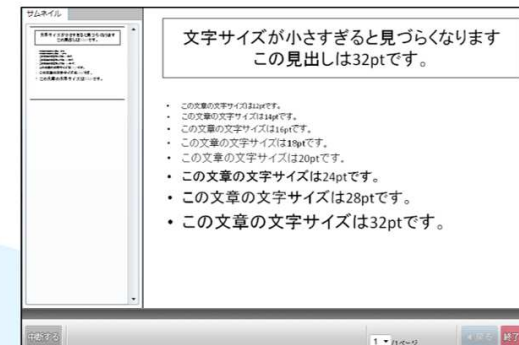 サムネイル
文字サイズが小さすぎると見づらくなります
この見出しは32ptです。
・ この文章の文字サイズは12ptです。
・ この文章の文字サイズは14ptです。
・ この文章の文字サイズは16ptです。
・ この文章の文字サイズは18ptです。
・ この文章の文字サイズは20ptです。
・ この文章の文字サイズは24ptです。
・ この文章の文字サイズは28ptです。
・ この文章の文字サイズは32ptです。
中断する
1 /1ページ
戻る
終了